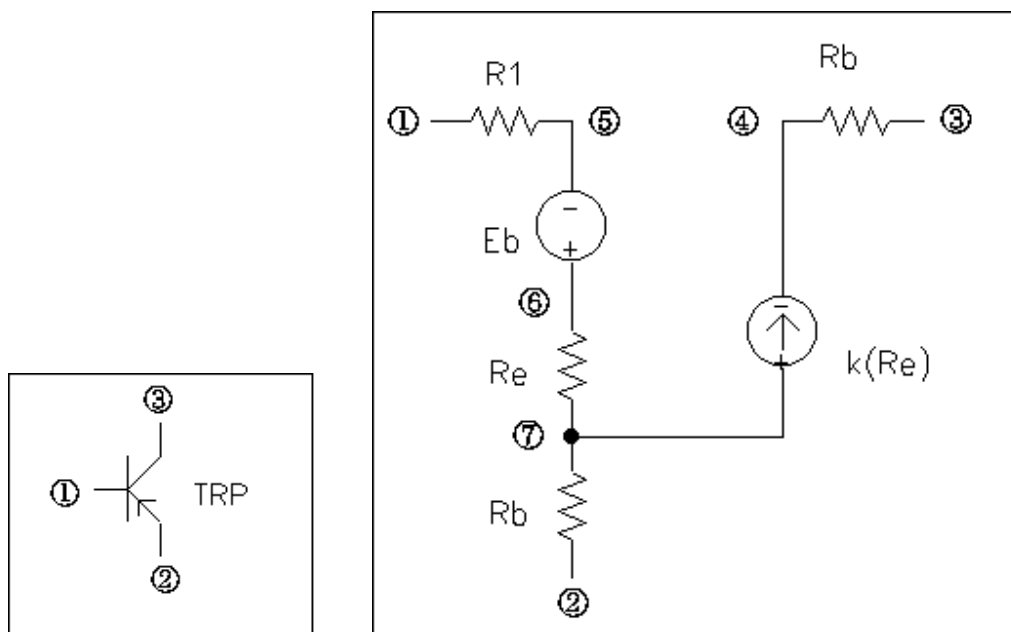 R1
Rb
①
⑤
④
③
−
Eb
+
⑥
−
Re
+
k(Re)
③
⑦
①
TRP
Rb
②
②